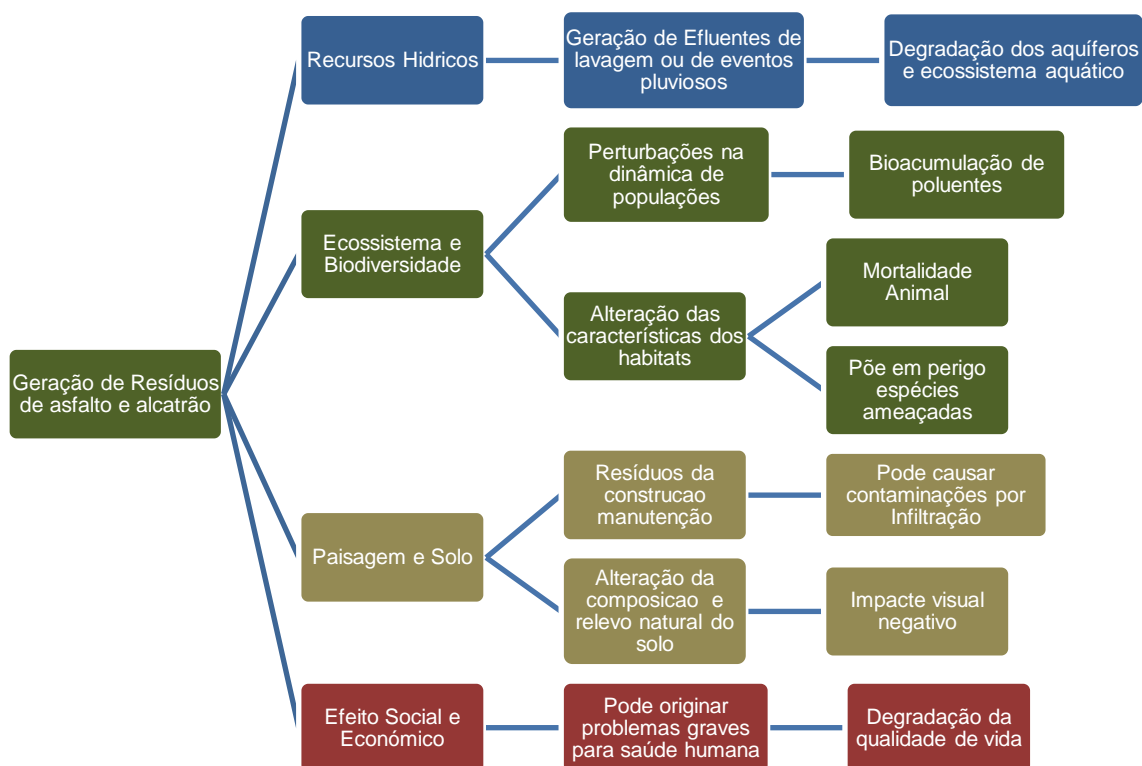 Recursos Hidricos
Geração de Efluentes de
lavagem ou de eventos
pluviosos
Degradação dos aquíferos
e ecossistema aquático
Perturbações na
dinâmica de
populações
Bioacumulação de
poluentes
Ecossistema e
Biodiversidade
Mortalidade
Animal
Alteração das
características dos
habitats
Põe em perigo
espécies
ameaçadas
Geração de Resíduos
de asfalto e alcatrão
Resíduos da
construcao
manutenção
Pode causar
contaminações por
Infiltração
Paisagem e Solo
Alteração da
composicao e
relevo natural do
solo
Impacte visual
negativo
Efeito Social e
Económico
Pode originar
problemas graves
para saúde humana
Degradação da
qualidade de vida